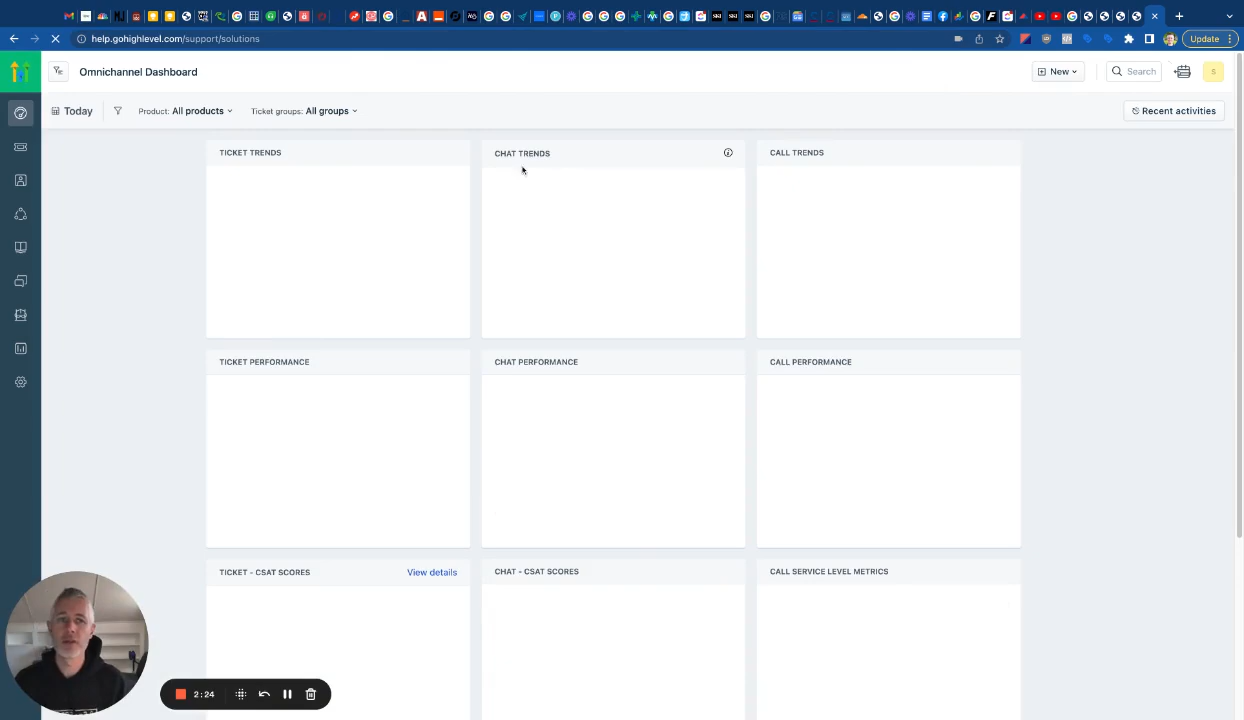 help.gohighlevel.com/support/solutions
Update
Omnichannel Dashboard
New
Search
S
Today
Product: All products
Ticket groups: All groups
Recent activities
TICKET TRENDS
CHAT TRENDS
CALL TRENDS
TICKET PERFORMANCE
CHAT PERFORMANCE
CALL PERFORMANCE
TICKET - CSAT SCORES
View details
CHAT - CSAT SCORES
CALL SERVICE LEVEL METRICS
2:24